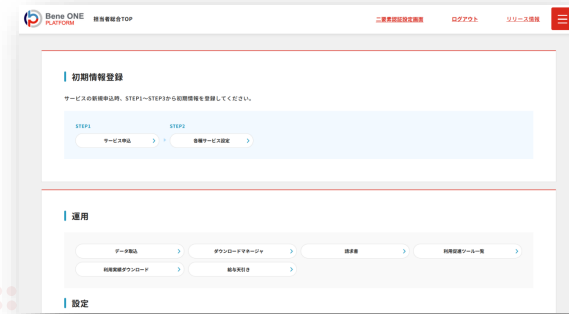 Bene ONE
PLATFORM
担当者総合TOP
二要素認証設定画面
ログアウト
リリース情報
初期情報登録
サービスの新規申込時、STEP1～STEP3から初期情報を登録してください。
STEP1
STEP2
サービス申込
各種サービス設定
運用
データ取込
ダウンロードマネージャ
請求書
利用促進ツール一覧
利用実績ダウンロード
給与天引き
設定